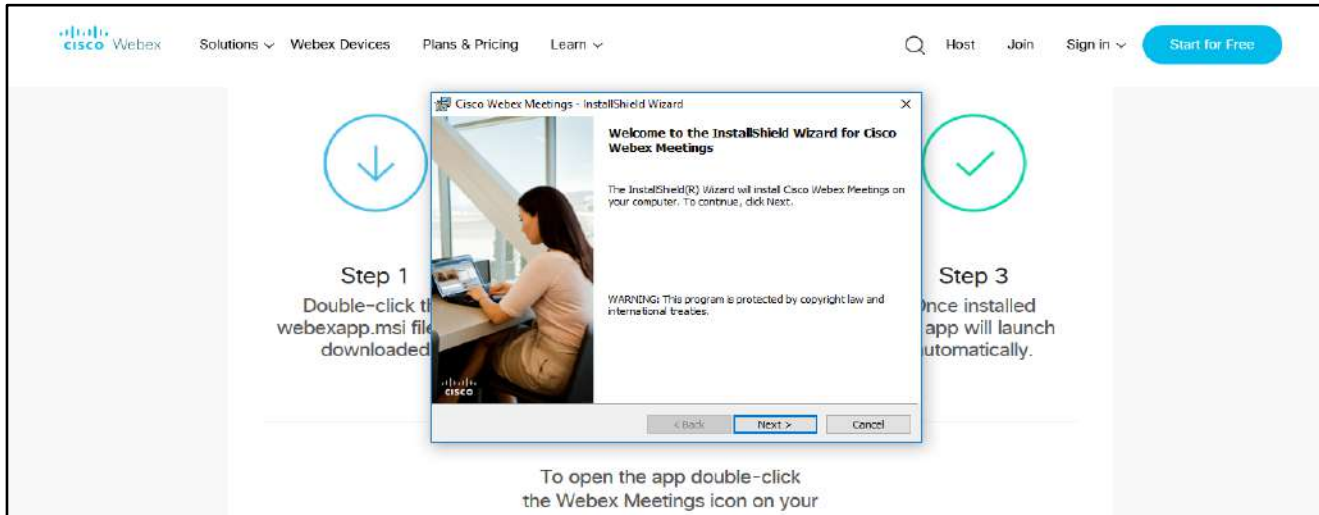 CISCO Webex Solutions Webex Devices Plans & Pricing Learn Host Join Sign in Start for Free
Cisco Webex Meetings - InstallShield Wizard
Welcome to the InstallShield Wizard for Cisco
Webex Meetings
The InstallShield(R) Wizard will install Cisco Webex Meetings on
your computer. To continue, click Next.
WARNING: This program is protected by copyright law and
international treaties.
CISCO
< Back Next > Cancel
Step 1
Double-click
webexapp.msi
downloaded
Step 3
installed
app will launch
To open the app double-click
the Webex Meetings icon on your